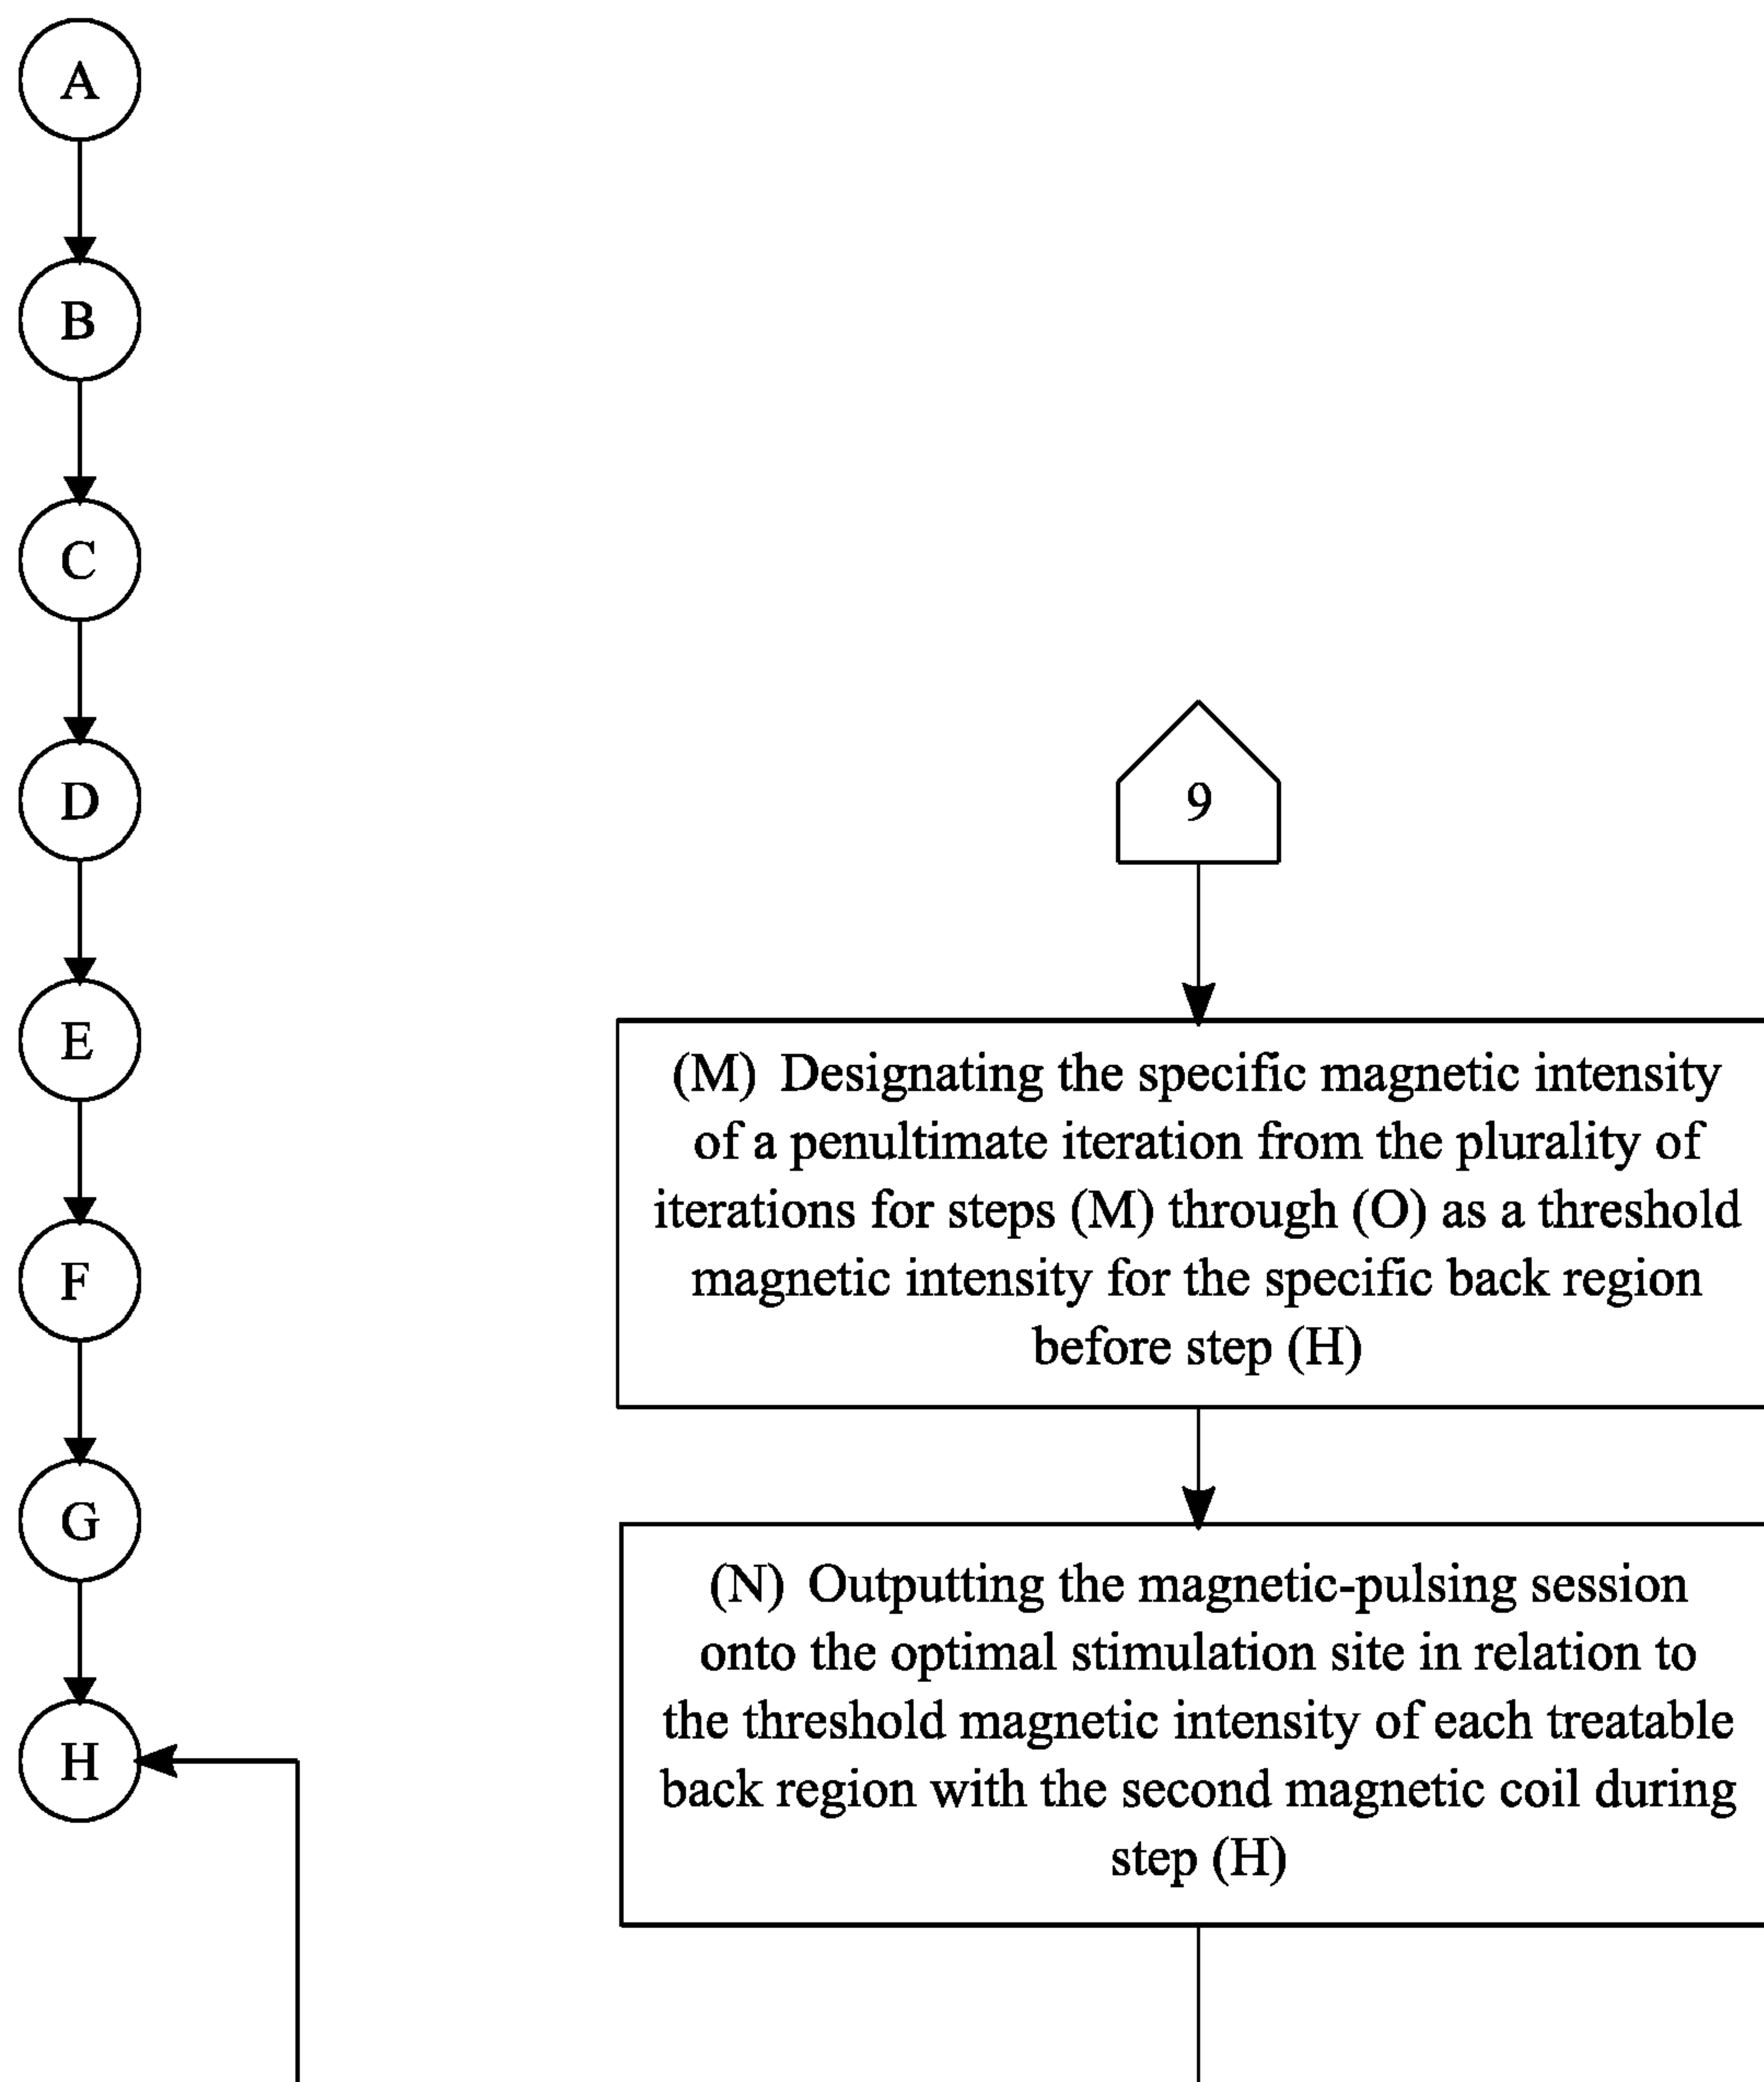 A
B
C
D
E
F
G
H
9
(M) Designating the specific magnetic intensity
of a penultimate iteration from the plurality of
iterations for steps (M) through (O) as a threshold
magnetic intensity for the specific back region
before step (H)
(N) Outputting the magnetic-pulsing session
onto the optimal stimulation site in relation to
the threshold magnetic intensity of each treatable
back region with the second magnetic coil during
step (H)